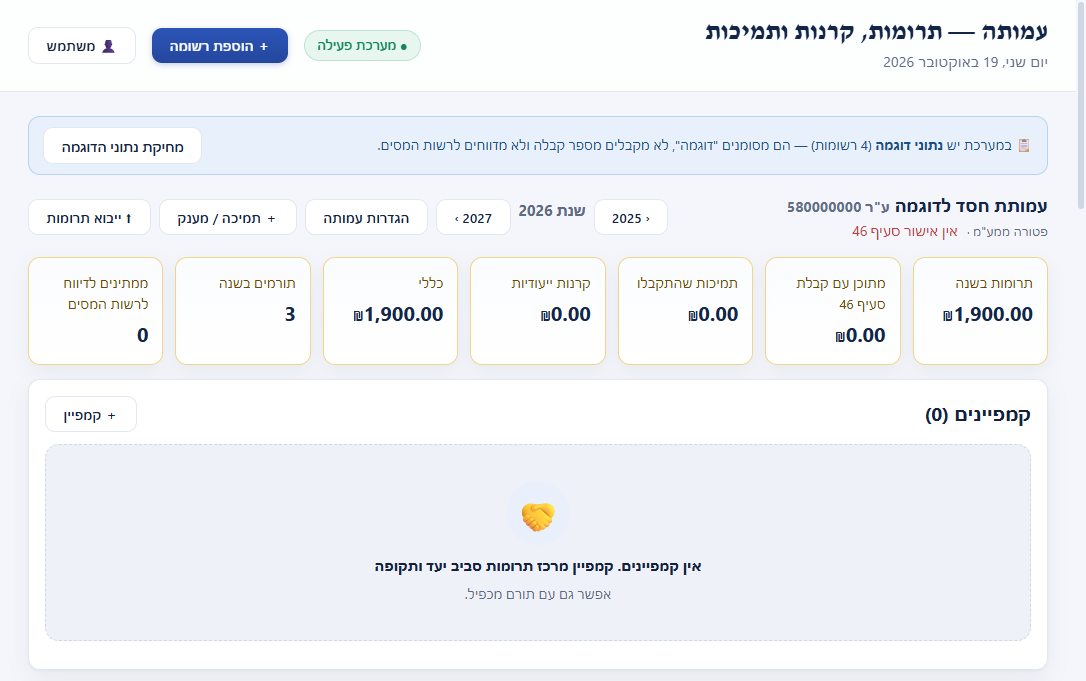 עמותה — תרומות, קרנות ותמיכות
יום שני, 19 באוקטובר 2026
● מערכת פעילה
+ הוספת רשומה
👤 משתמש
📋 במערכת יש נתוני דוגמה (4 רשומות) — הם מסומנים "דוגמה", לא מקבלים מספר קבלה ולא מדווחים לרשות המסים.
מחיקת נתוני הדוגמה
עמותת חסד לדוגמה ע"ר 580000000
פטורה ממע"מ · אין אישור סעיף 46
‹ 2025
שנת 2026
2027 ›
הגדרות עמותה
+ תמיכה / מענק
⬆ ייבוא תרומות
תרומות בשנה
₪1,900.00
מתוכן עם קבלת
סעיף 46
₪0.00
תמיכות שהתקבלו
₪0.00
קרנות ייעודיות
₪0.00
כללי
₪1,900.00
תורמים בשנה
3
ממתינים לדיווח
לרשות המסים
0
קמפיינים (0)
+ קמפיין
אין קמפיינים. קמפיין מרכז תרומות סביב יעד ותקופה
אפשר גם עם תורם מכפיל.